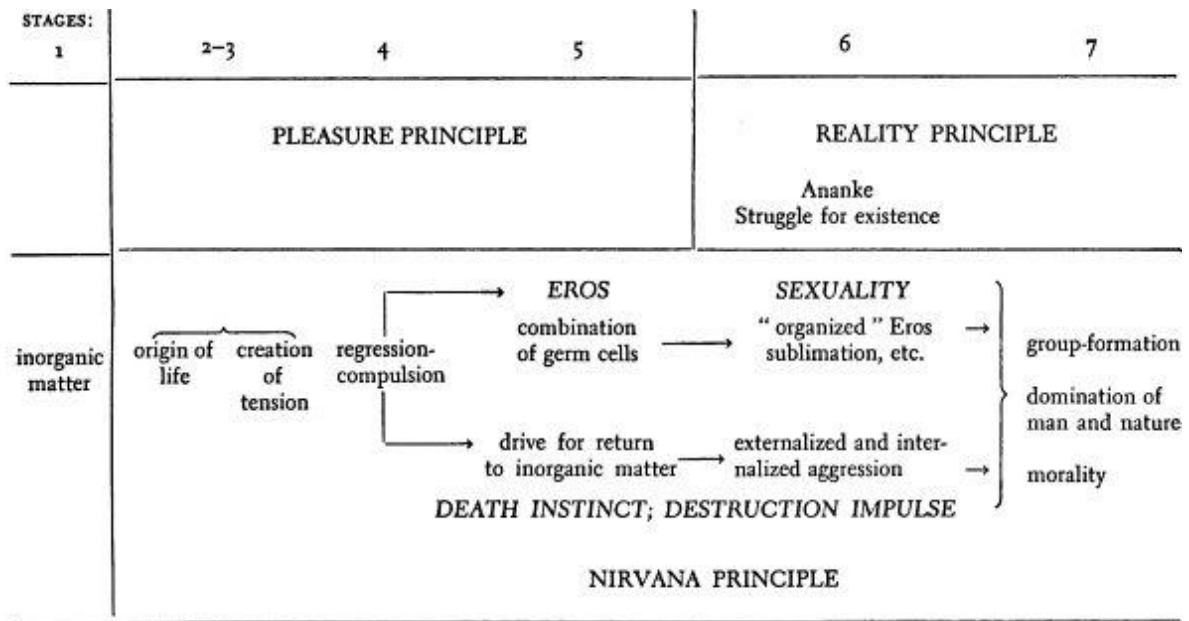 STAGES:
1 2–3 4 5 6 7
PLEASURE PRINCIPLE
REALITY PRINCIPLE
Ananke
Struggle for existence
inorganic
matter
origin of
life
creation
of
tension
regression-
compulsion
EROS
combination
of germ cells
SEXUALITY
“ organized ” Eros
sublimation, etc.
drive for return
to inorganic matter
externalized and inter-
nalized aggression
DEATH INSTINCT; DESTRUCTION IMPULSE
group-formation
domination of
man and nature
morality
NIRVANA PRINCIPLE